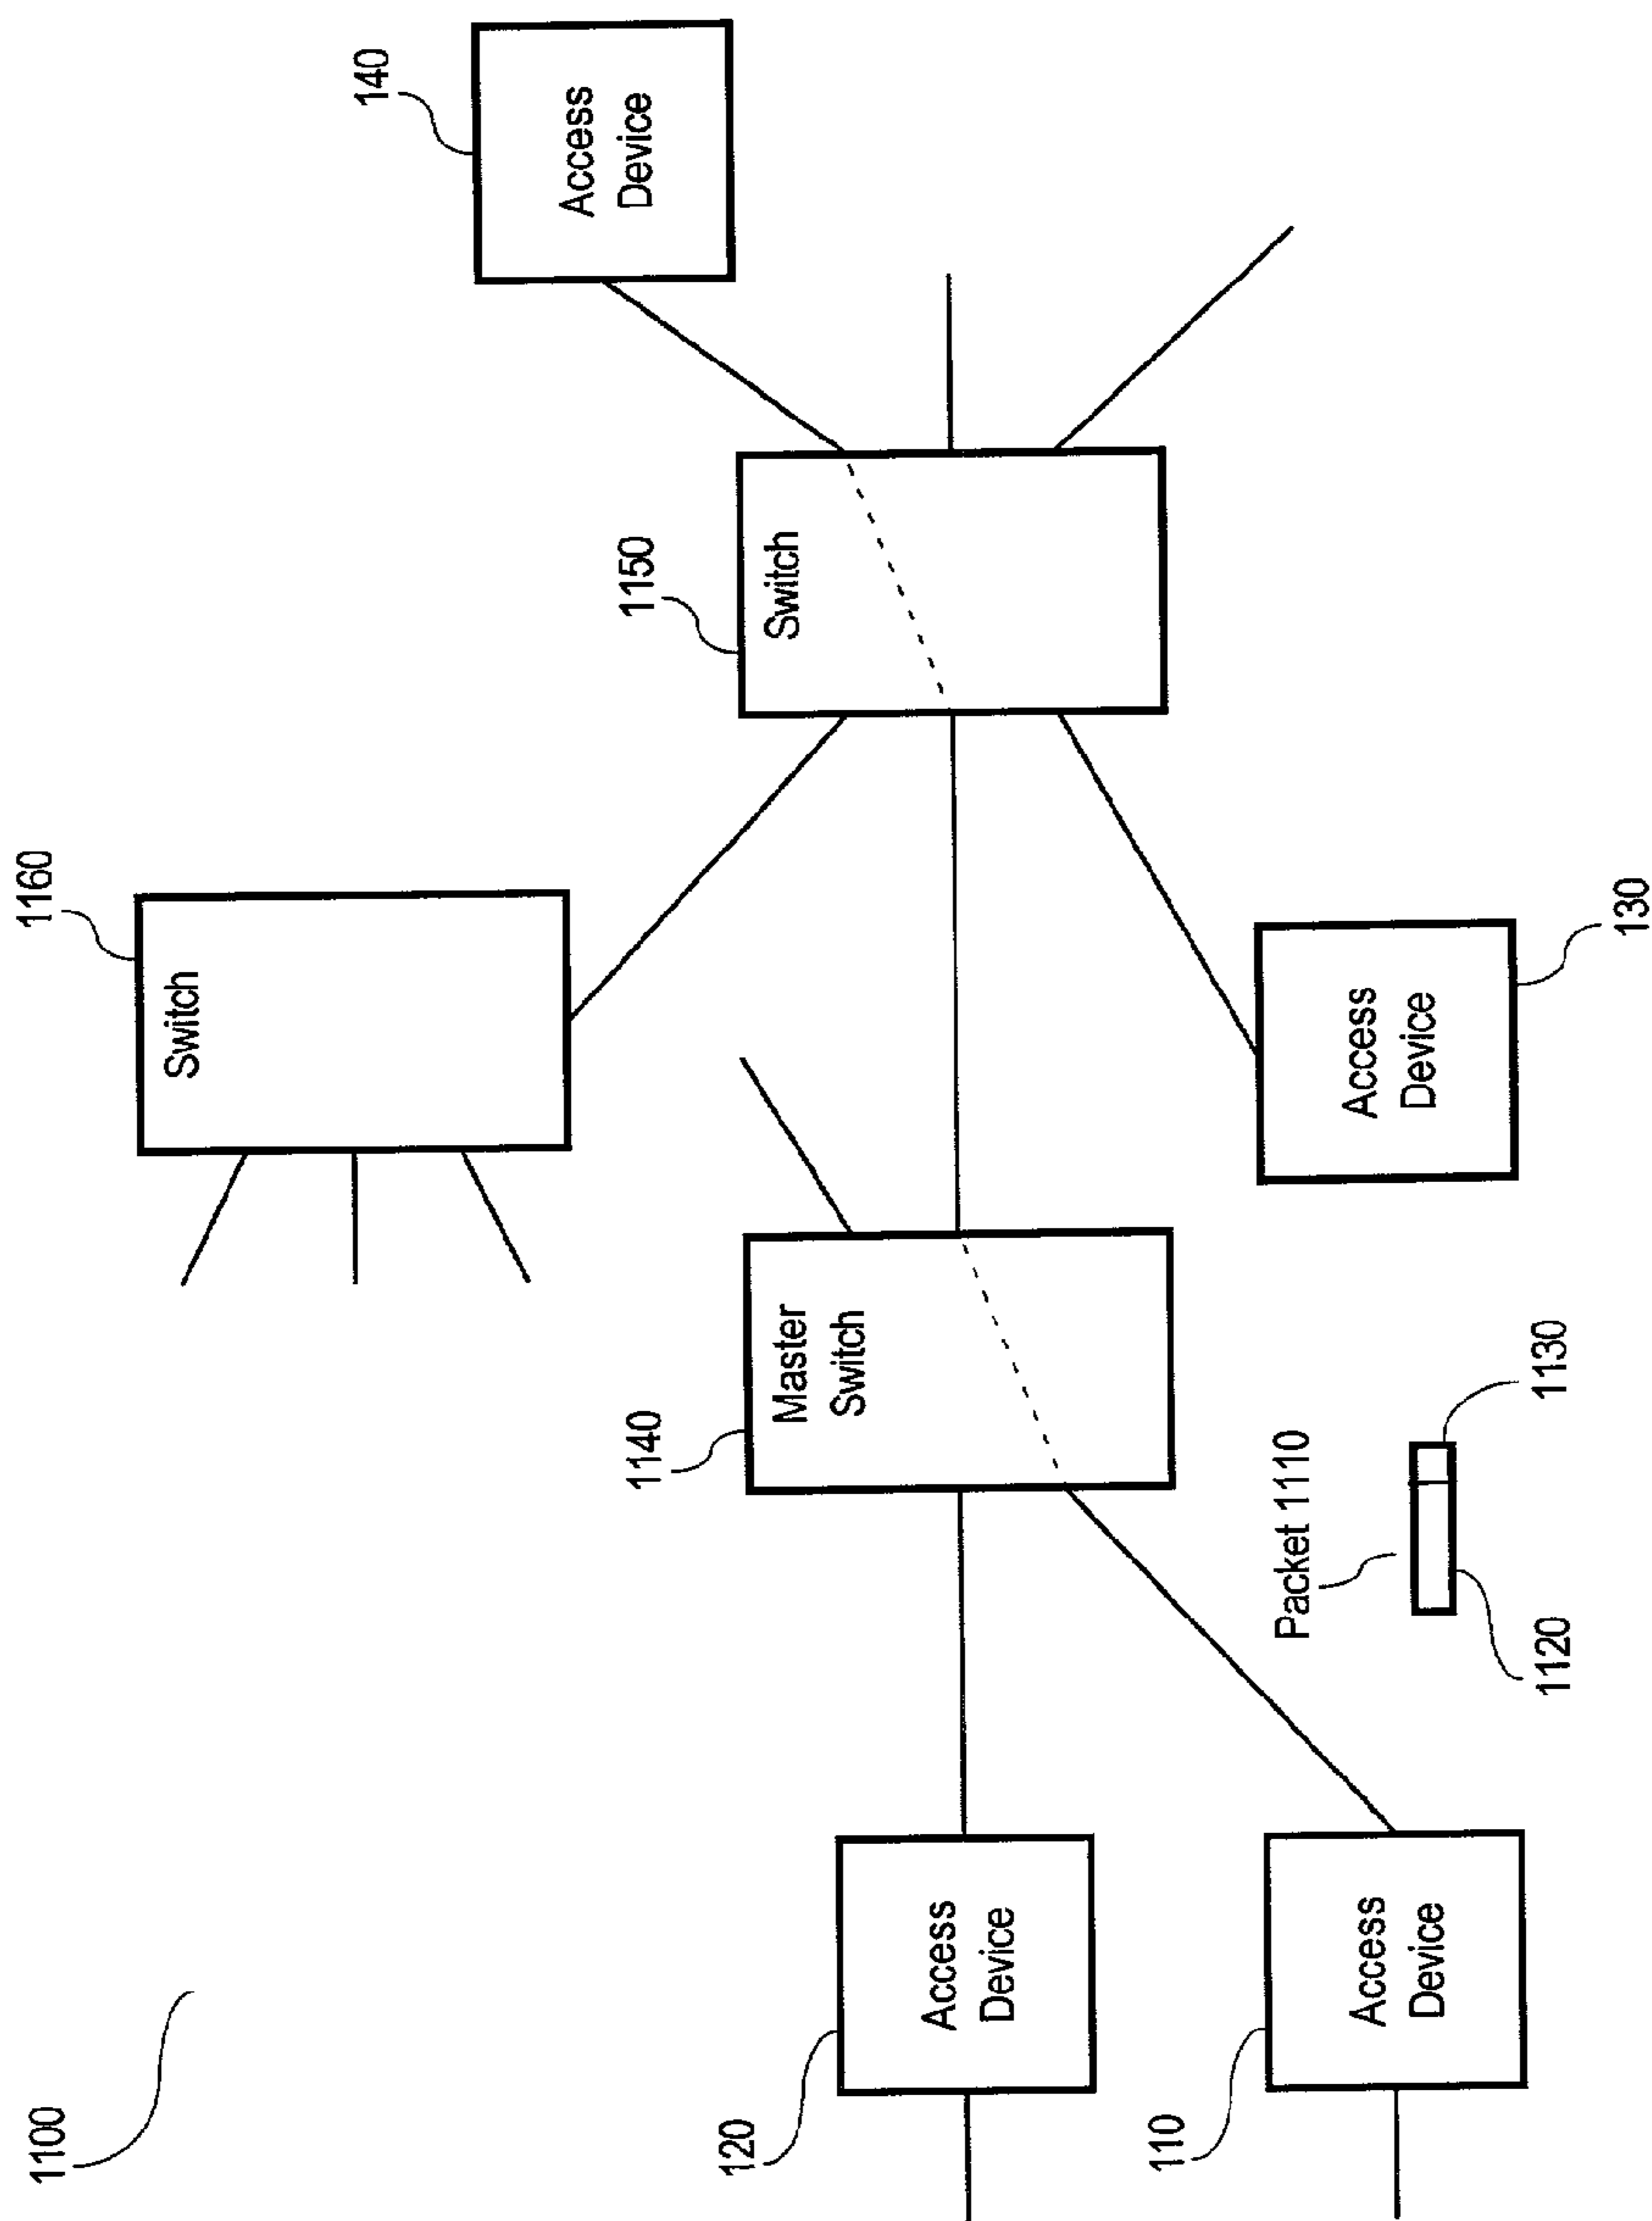 1100
1160
Switch
140
Access
Device
1150
Switch
1140
Master
Switch
120
Access
Device
110
Access
Device
Packet 1110
1120
1130
Access
Device
130